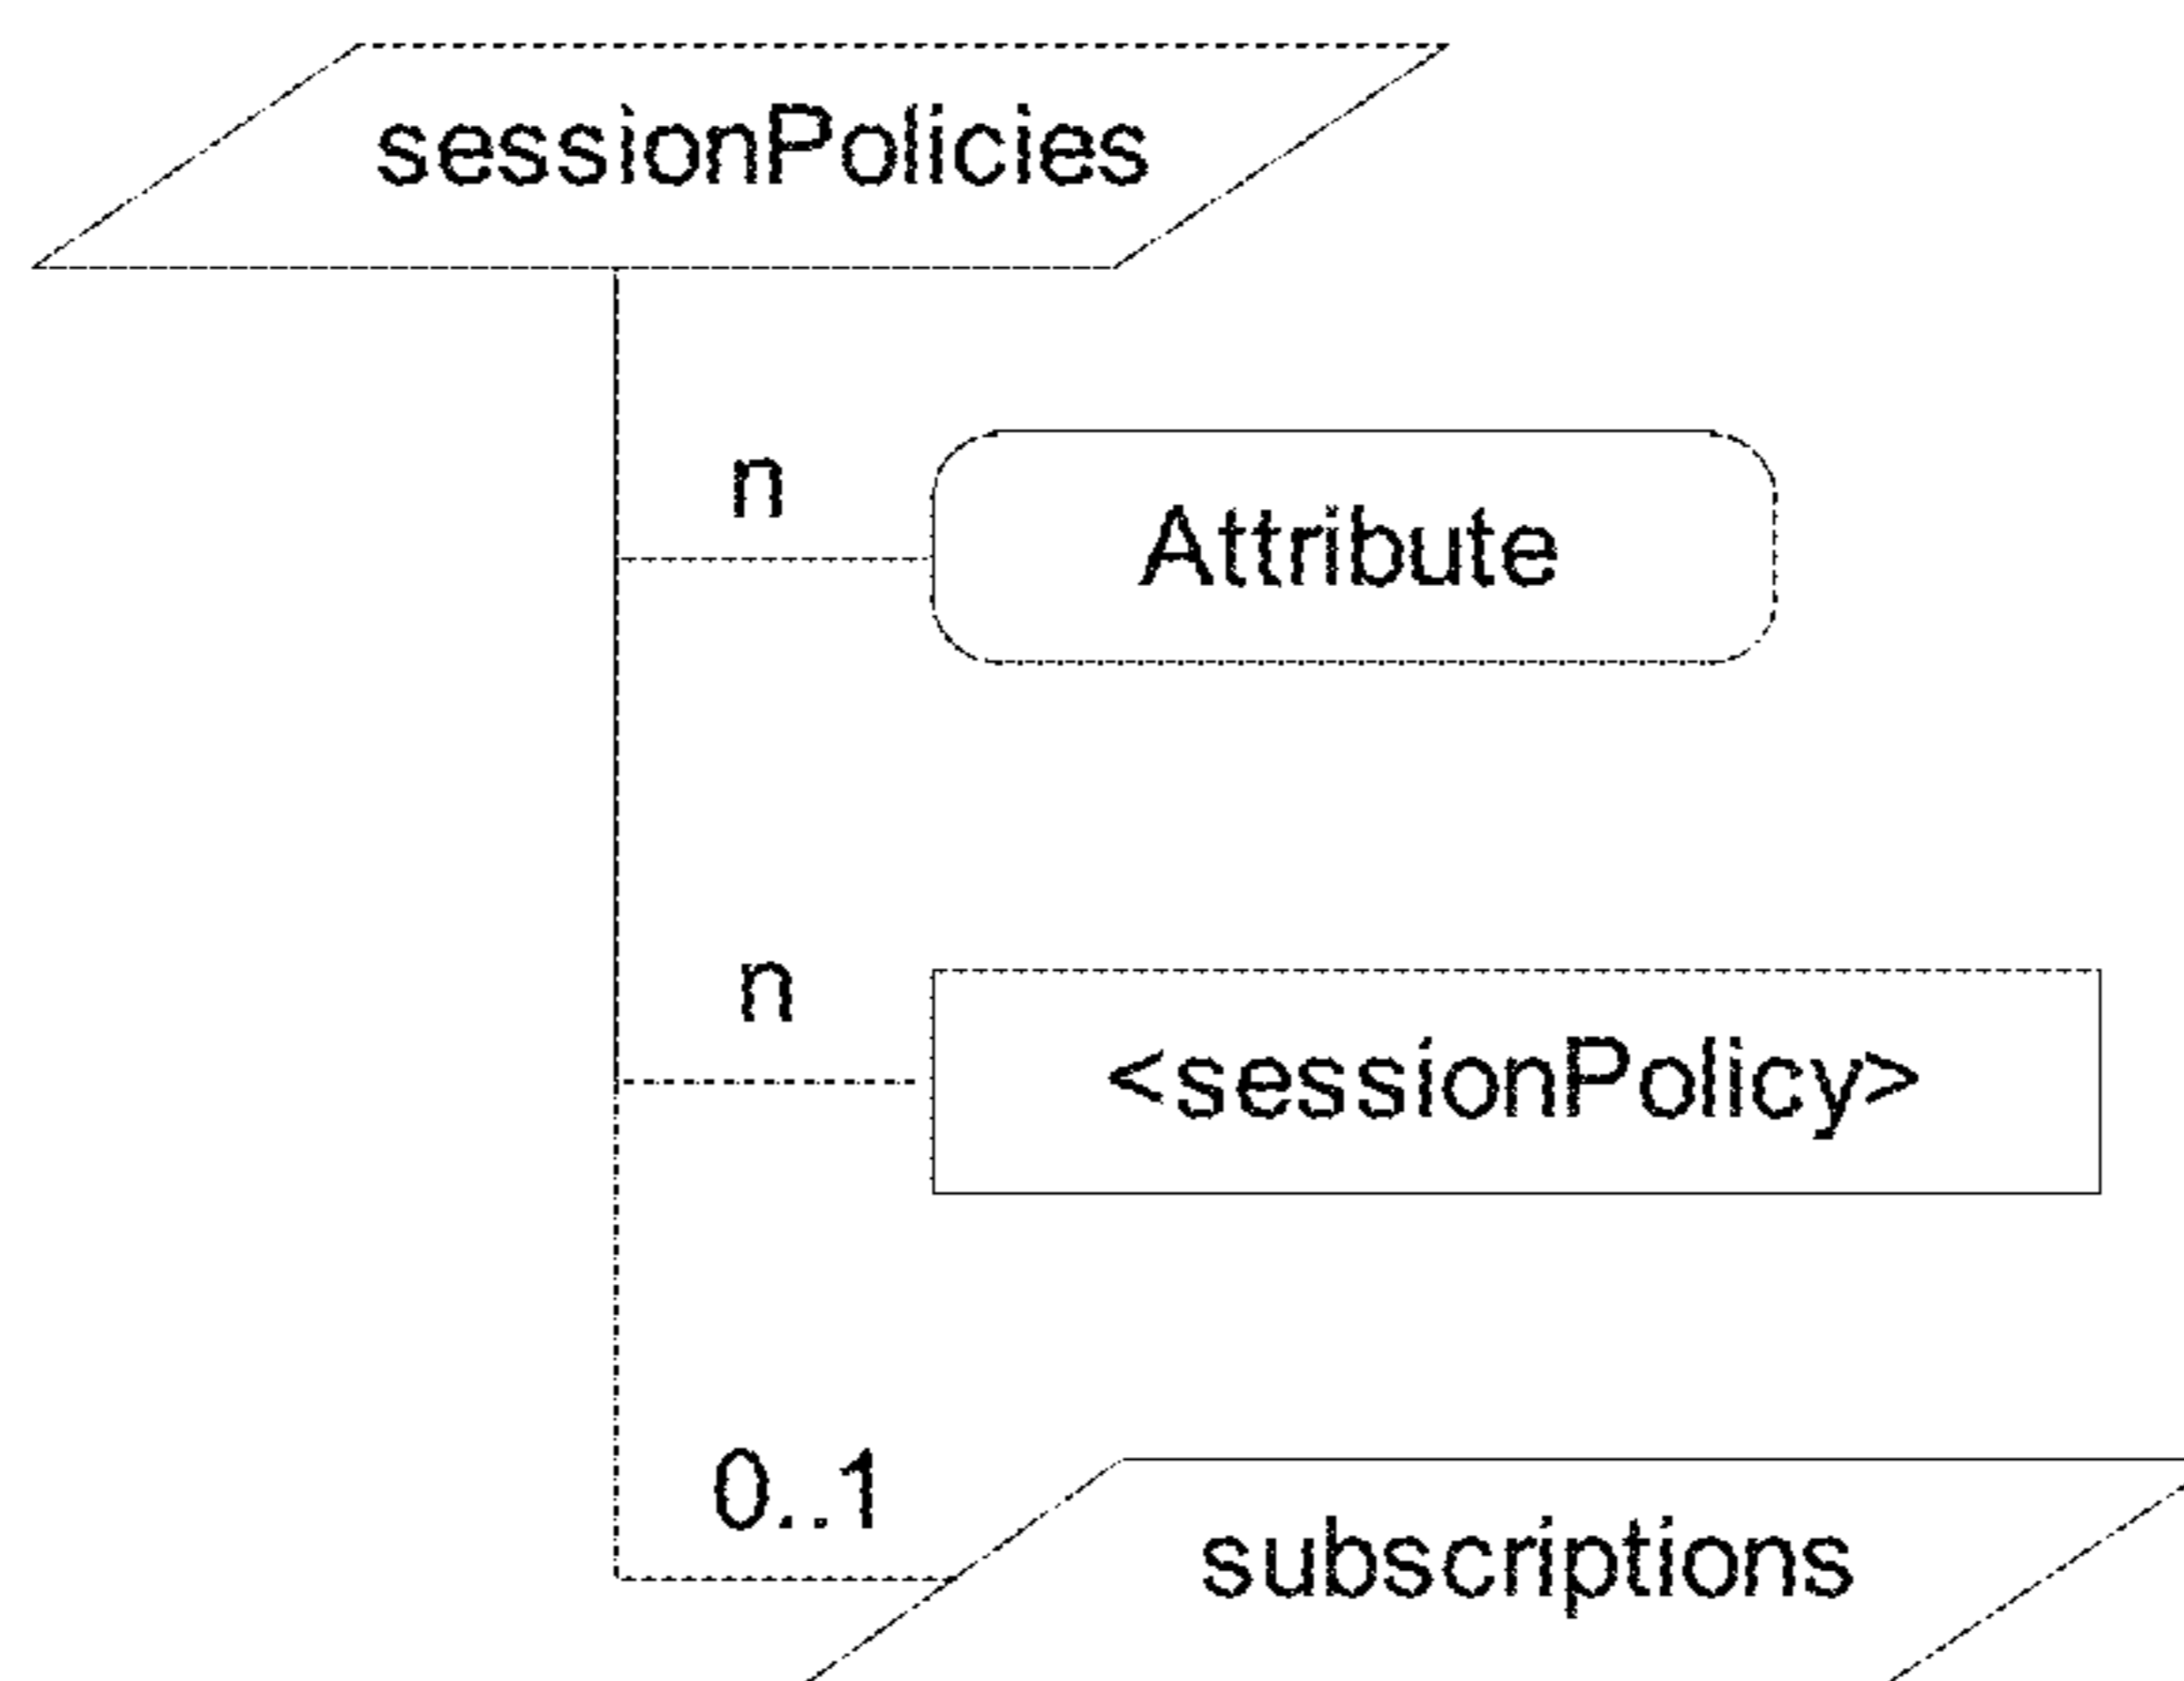 sessionPolicies
n
Attribute
n
<sessionPolicy>
0..1
subscriptions